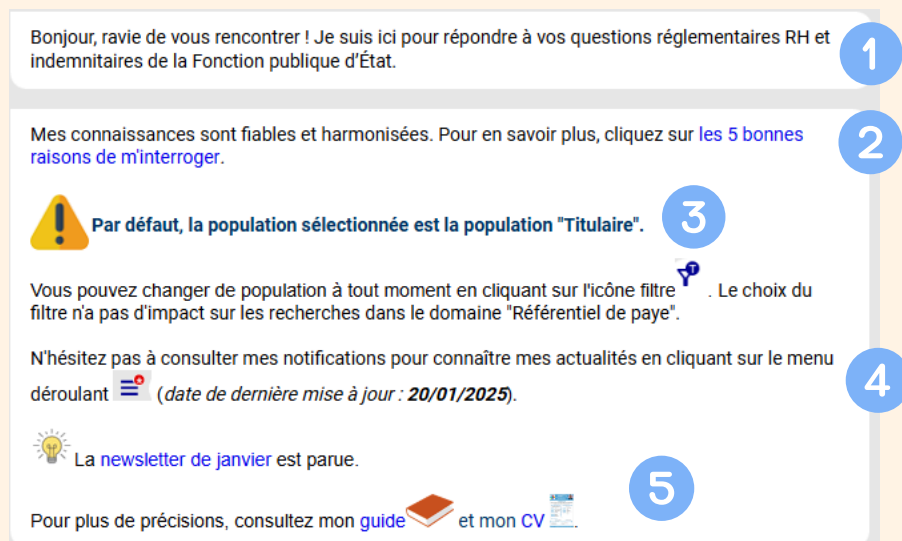 Bonjour, ravie de vous rencontrer ! Je suis ici pour répondre à vos questions réglementaires RH et
indemnitaires de la Fonction publique d'État.
1
Mes connaissances sont fiables et harmonisées. Pour en savoir plus, cliquez sur les 5 bonnes
raisons de m'interroger.
2
Par défaut, la population sélectionnée est la population "Titulaire".
3
Vous pouvez changer de population à tout moment en cliquant sur l'icône filtre T . Le choix du
filtre n'a pas d'impact sur les recherches dans le domaine "Référentiel de paye".
N'hésitez pas à consulter mes notifications pour connaître mes actualités en cliquant sur le menu
déroulant (date de dernière mise à jour : 20/01/2025).
4
La newsletter de janvier est parue.
5
Pour plus de précisions, consultez mon guide et mon CV .